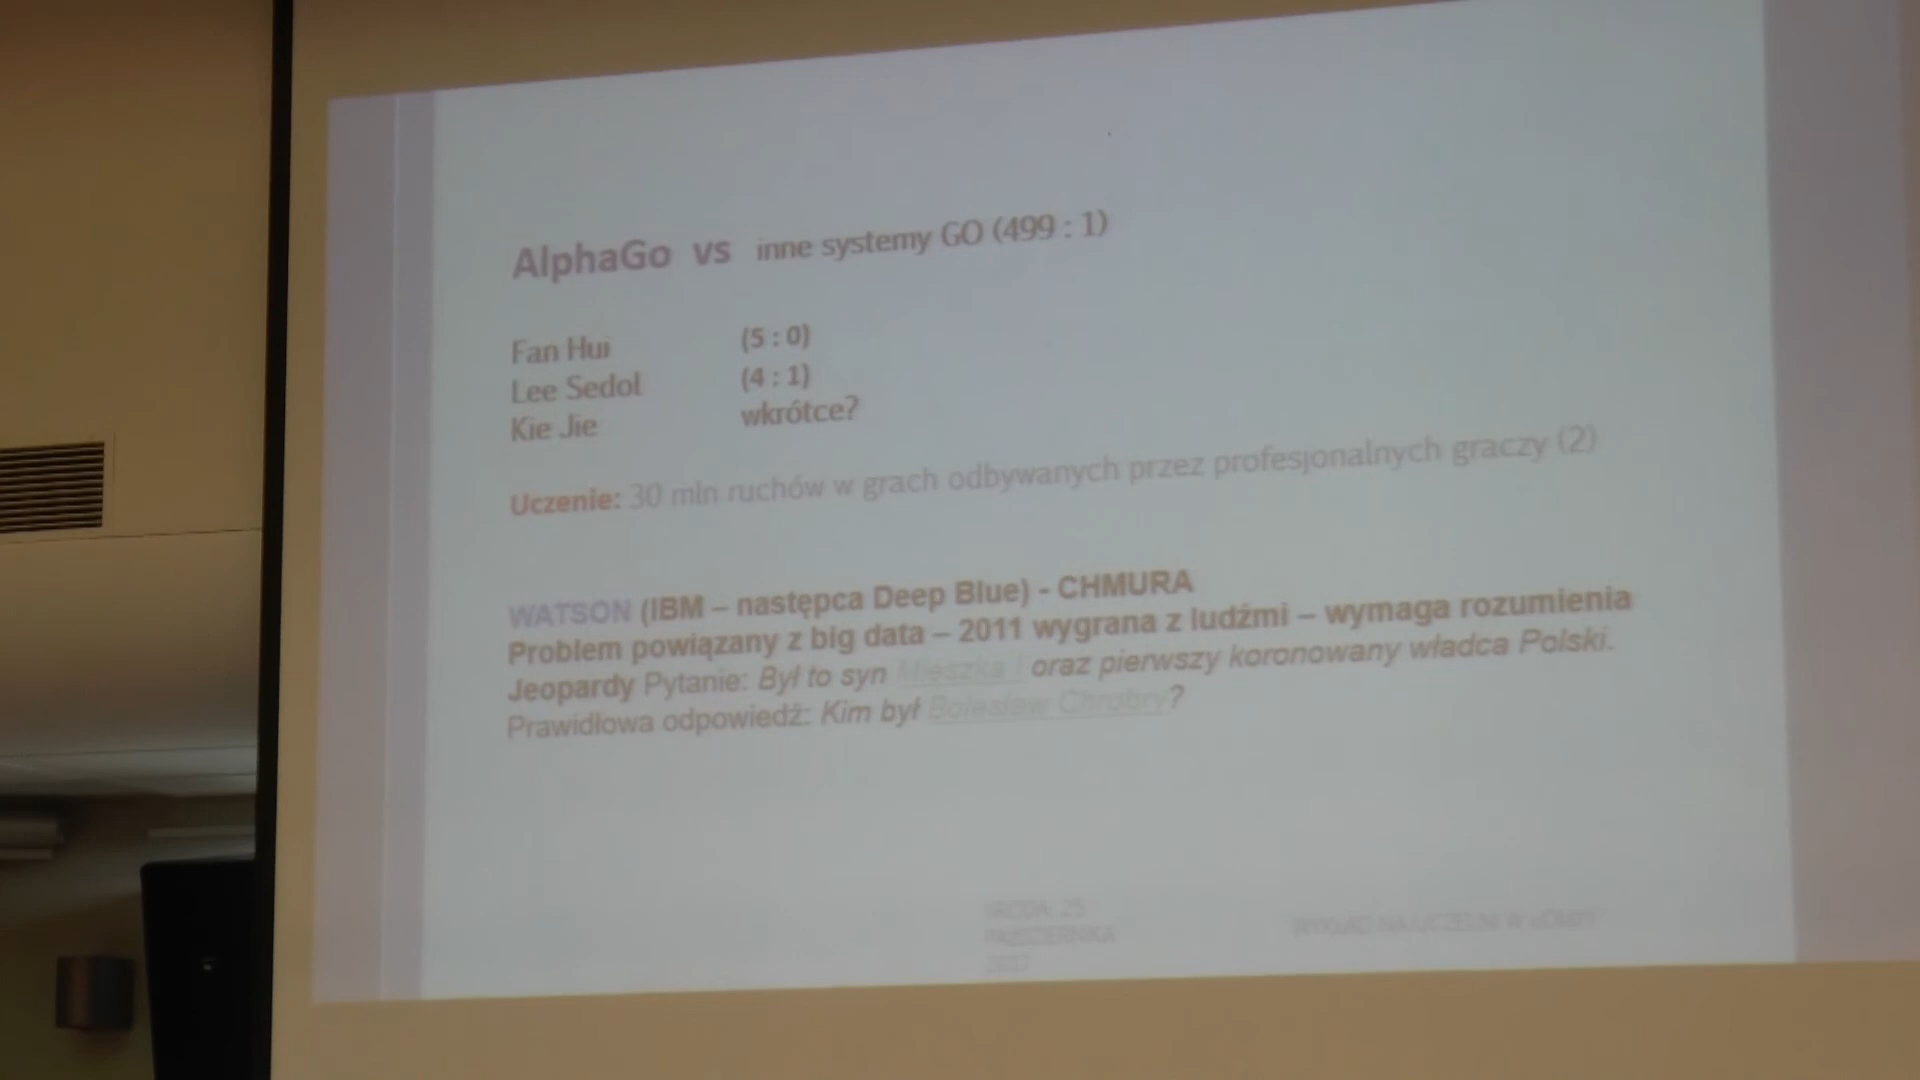 AlphaGo vs inne systemy GO (499 : 1)
Fan Hui (5 : 0)
Lee Sedol (4 : 1)
Kie Jie wkrótce?
Uczenie: 30 mln ruchów w grach odbywanych przez profesjonalnych graczy (2)
WATSON (IBM – następca Deep Blue) - CHMURA
Problem powiązany z big data – 2011 wygrana z ludźmi – wymaga rozumienia
Jeopardy Pytanie: Był to syn Mieszka I oraz pierwszy koronowany władca Polski.
Prawidłowa odpowiedź: Kim był Bolesław Chrobry?
ŚRODA, 25
PAŹDZIERNIKA
2017
WYKŁAD NA UCZELNI W